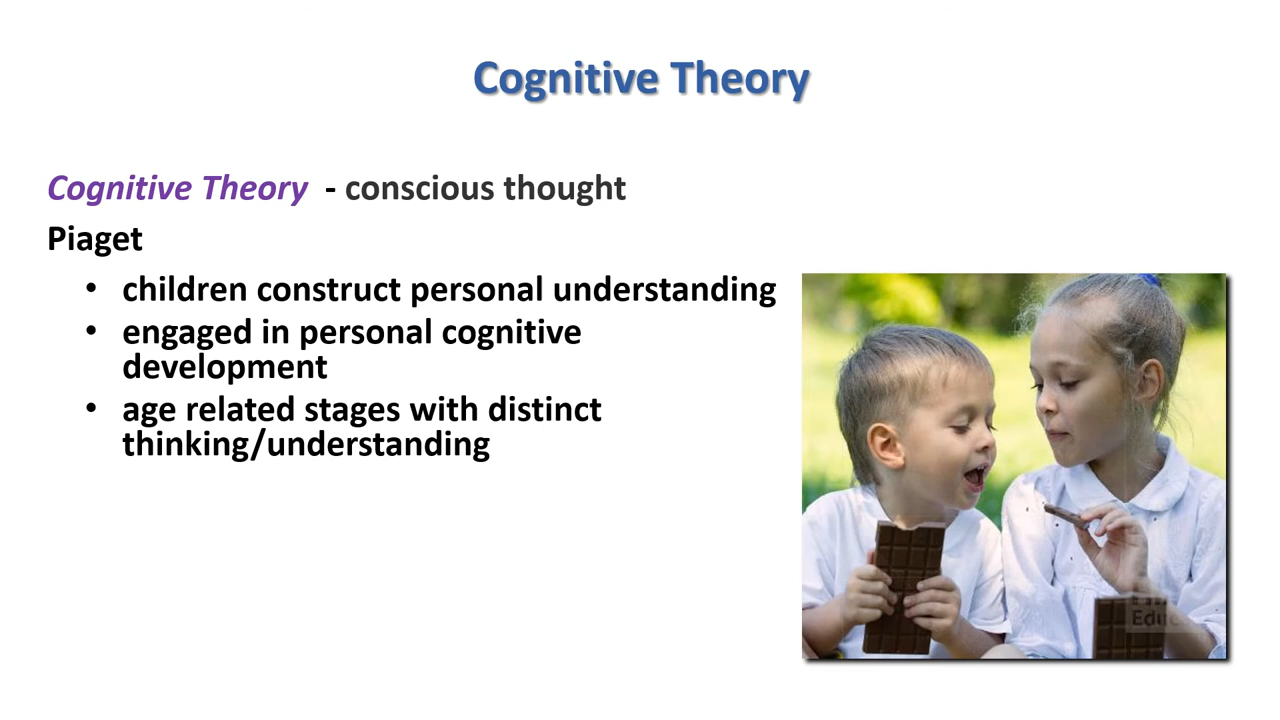 Cognitive Theory
Cognitive Theory - conscious thought
Piaget
• children construct personal understanding
• engaged in personal cognitive
development
• age related stages with distinct
thinking/understanding